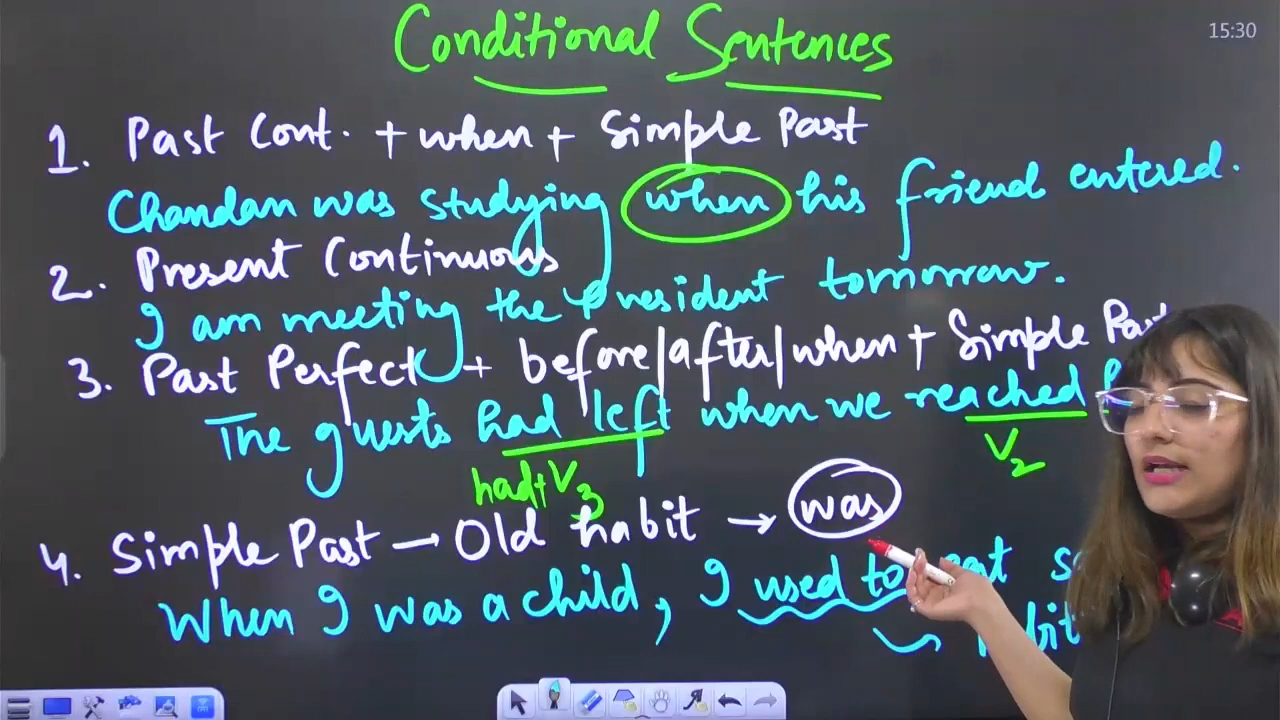 15:30
Conditional Sentences
1. Past Cont. + when + Simple Past
Chandan was studying when his friend entered.
2. Present Continuous
I am meeting the President tomorrow.
3. Past Perfect + before/after/when + Simple Past
The guests had left when we reached
had+V3 V2
4. Simple Past → Old habit → was
When I was a child, I used to eat